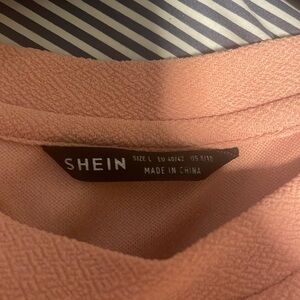 SHEIN
SIZE L EU 40/42 US 8/10
MADE IN CHINA